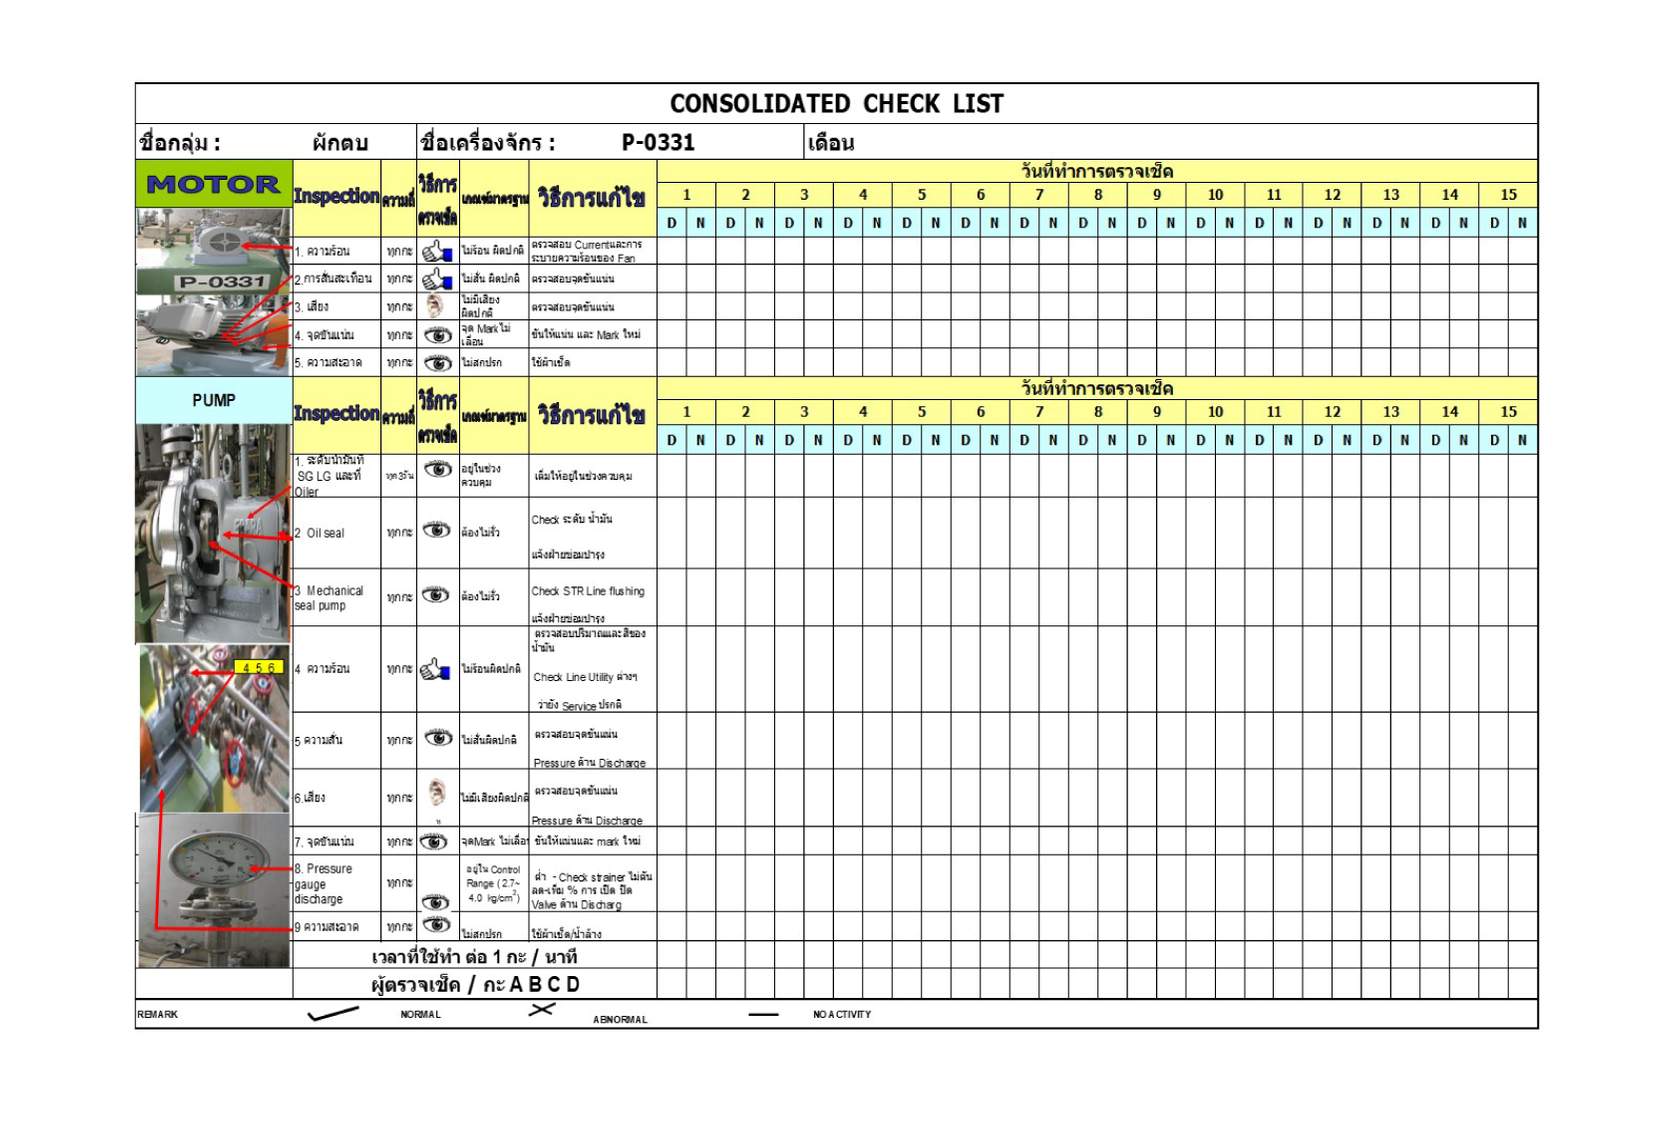 CONSOLIDATED CHECK LIST
ชื่อกลุ่ม : ผักตบ ชื่อเครื่องจักร : P-0331 เดือน
MOTOR Inspection ความถี่ วิธีการตรวจเช็ค เกณฑ์มาตรฐาน วิธีการแก้ไข วันที่ทำการตรวจเช็ค
1 2 3 4 5 6 7 8 9 10 11 12 13 14 15
D N D N D N D N D N D N D N D N D N D N D N D N D N D N D N
P-0331
1. ความร้อน ทุกกะ ไม่ร้อน ผิดปกติ ตรวจสอบ Currentและการ
ระบายความร้อนของ Fan
2.การสั่นสะเทือน ทุกกะ ไม่สั่น ผิดปกติ ตรวจสอบจุดขันแน่น
3. เสียง ทุกกะ ไม่มีเสียง
ผิดปกติ ตรวจสอบจุดขันแน่น
4. จุดขันแน่น ทุกกะ จุด Markไม่
เลื่อน ขันให้แน่น และ Mark ใหม่
5. ความสะอาด ทุกกะ ไม่สกปรก ใช้ผ้าเช็ด
PUMP Inspection ความถี่ วิธีการตรวจเช็ค เกณฑ์มาตรฐาน วิธีการแก้ไข วันที่ทำการตรวจเช็ค
1 2 3 4 5 6 7 8 9 10 11 12 13 14 15
D N D N D N D N D N D N D N D N D N D N D N D N D N D N D N
1. ระดับน้ำมันที่
SG LG และที่
Oiler ทุก3วัน อยู่ในช่วง
ควบคุม เติมให้อยู่ในช่วงควบคุม
2 Oil seal ทุกกะ ต้องไม่รั่ว Check ระดับ น้ำมัน
แจ้งฝ่ายซ่อมบำรุง
3 Mechanical
seal pump ทุกกะ ต้องไม่รั่ว Check STR Line flushing
แจ้งฝ่ายซ่อมบำรุง
4 5 6
4 ความร้อน ทุกกะ ไม่ร้อนผิดปกติ ตรวจสอบปริมาณและสีของ
น้ำมัน
Check Line Utility ต่างๆ
ว่ายัง Service ปรกติ
5 ความสั่น ทุกกะ ไม่สั่นผิดปกติ ตรวจสอบจุดขันแน่น
Pressure ด้าน Discharge
6.เสียง ทุกกะ ไม่มีเสียงผิดปกติ ตรวจสอบจุดขันแน่น
Pressure ด้าน Discharge
7. จุดขันแน่น ทุกกะ จุดMark ไม่เลื่อน ขันให้แน่นและ mark ใหม่
8. Pressure
gauge
discharge ทุกกะ อยู่ใน Control
Range (2.7~
4.0 kg/cm2) ต่ำ - Check strainer ไม่ตัน
ลด-เพิ่ม % การ เปิด ปิด
Valve ด้าน Discharg
9 ความสะอาด ทุกกะ ไม่สกปรก ใช้ผ้าเช็ด/น้ำล้าง
เวลาที่ใช้ทำ ต่อ 1 กะ / นาที
ผู้ตรวจเช็ค / กะ A B C D
REMARK NORMAL ABNORMAL NO ACTIVITY